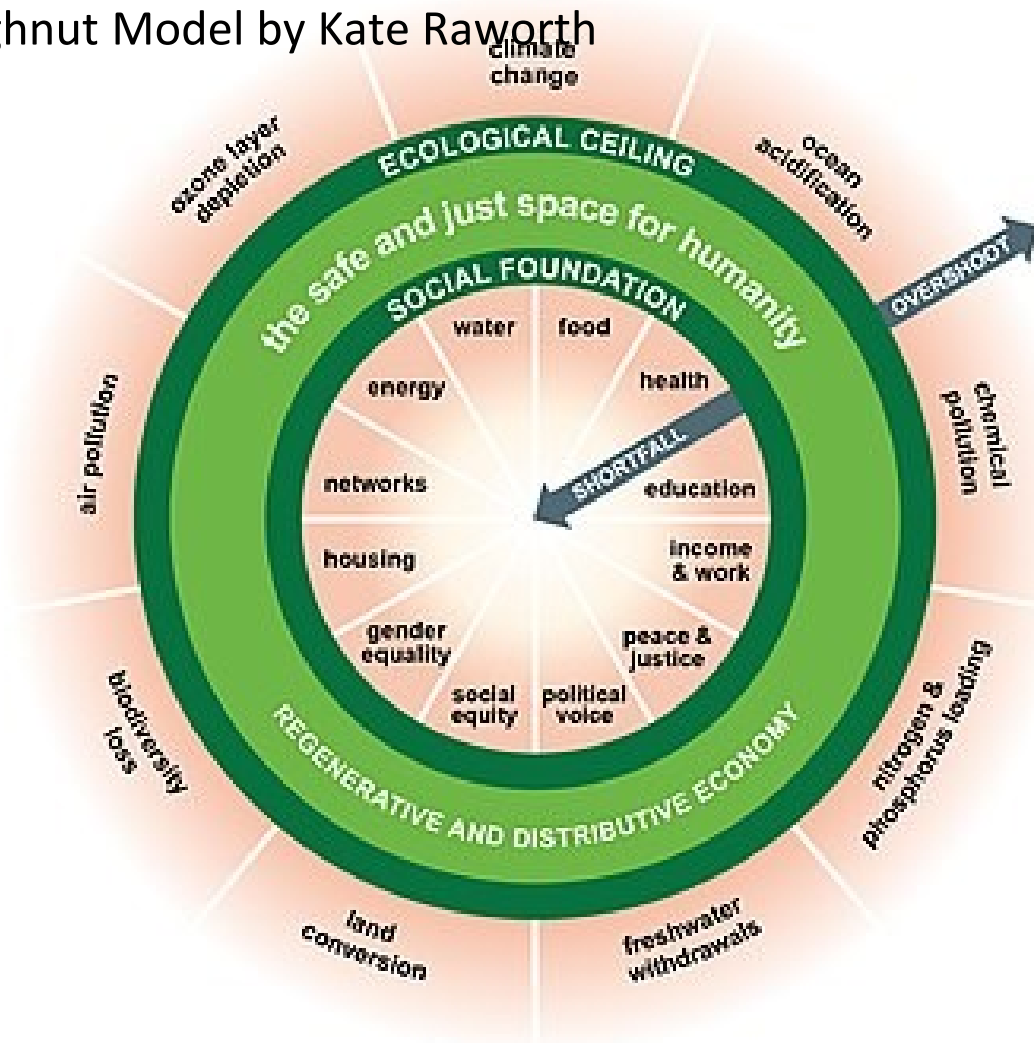 ghnut Model by Kate Raworth
climate
change
ozone layer
depletion
ocean
acidification
ECOLOGICAL CEILING
the safe and just space for humanity
SOCIAL FOUNDATION
OVERSHOOT
water
food
energy
health
SHORTFALL
air pollution
chemical
pollution
networks
education
housing
income
& work
gender
equality
peace &
justice
social
equity
political
voice
biodiversity
loss
nitrogen &
phosphorus loading
REGENERATIVE AND DISTRIBUTIVE ECONOMY
land
conversion
freshwater
withdrawals